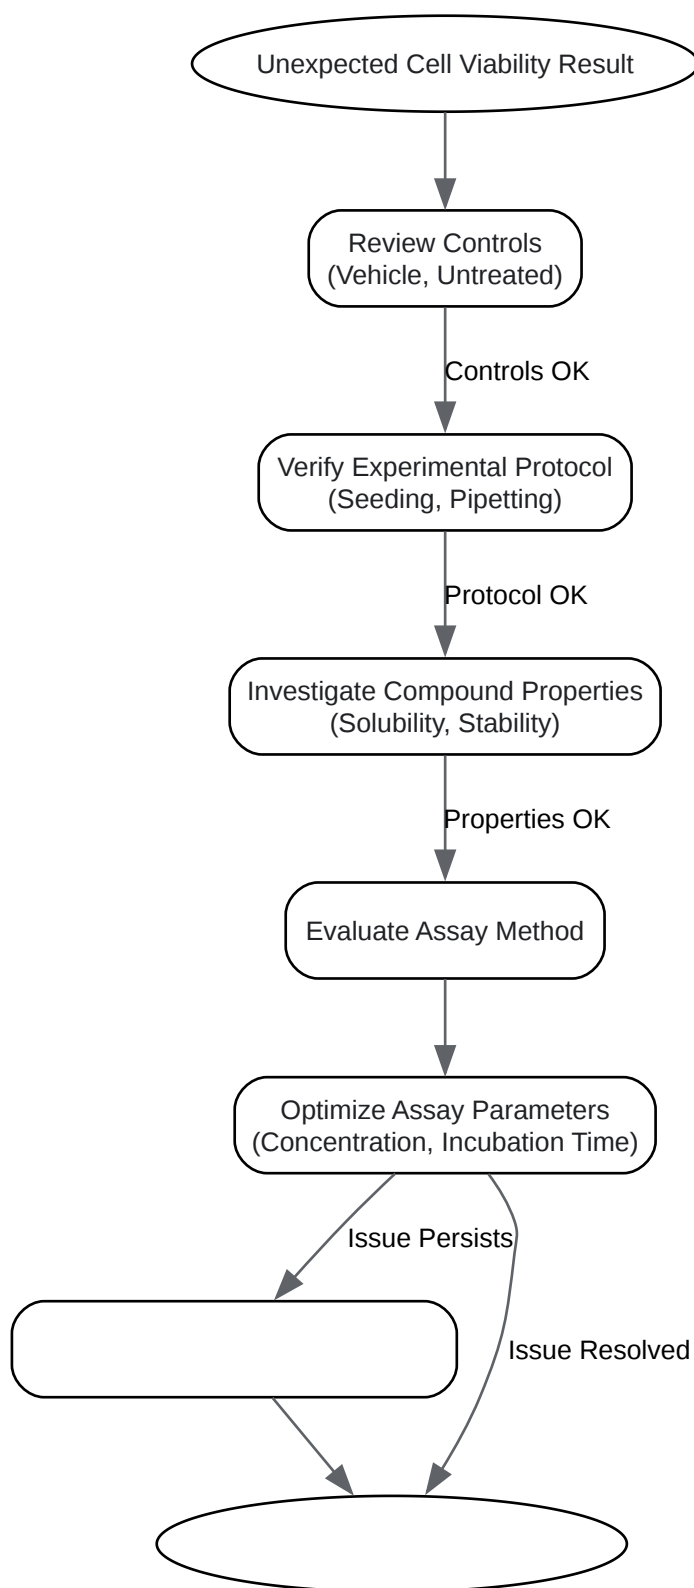 Unexpected Cell Viability Result
Review Controls
(Vehicle, Untreated)
Controls OK
Verify Experimental Protocol
(Seeding, Pipetting)
Protocol OK
Investigate Compound Properties
(Solubility, Stability)
Properties OK
Evaluate Assay Method
Optimize Assay Parameters
(Concentration, Incubation Time)
Issue Persists
Issue Resolved